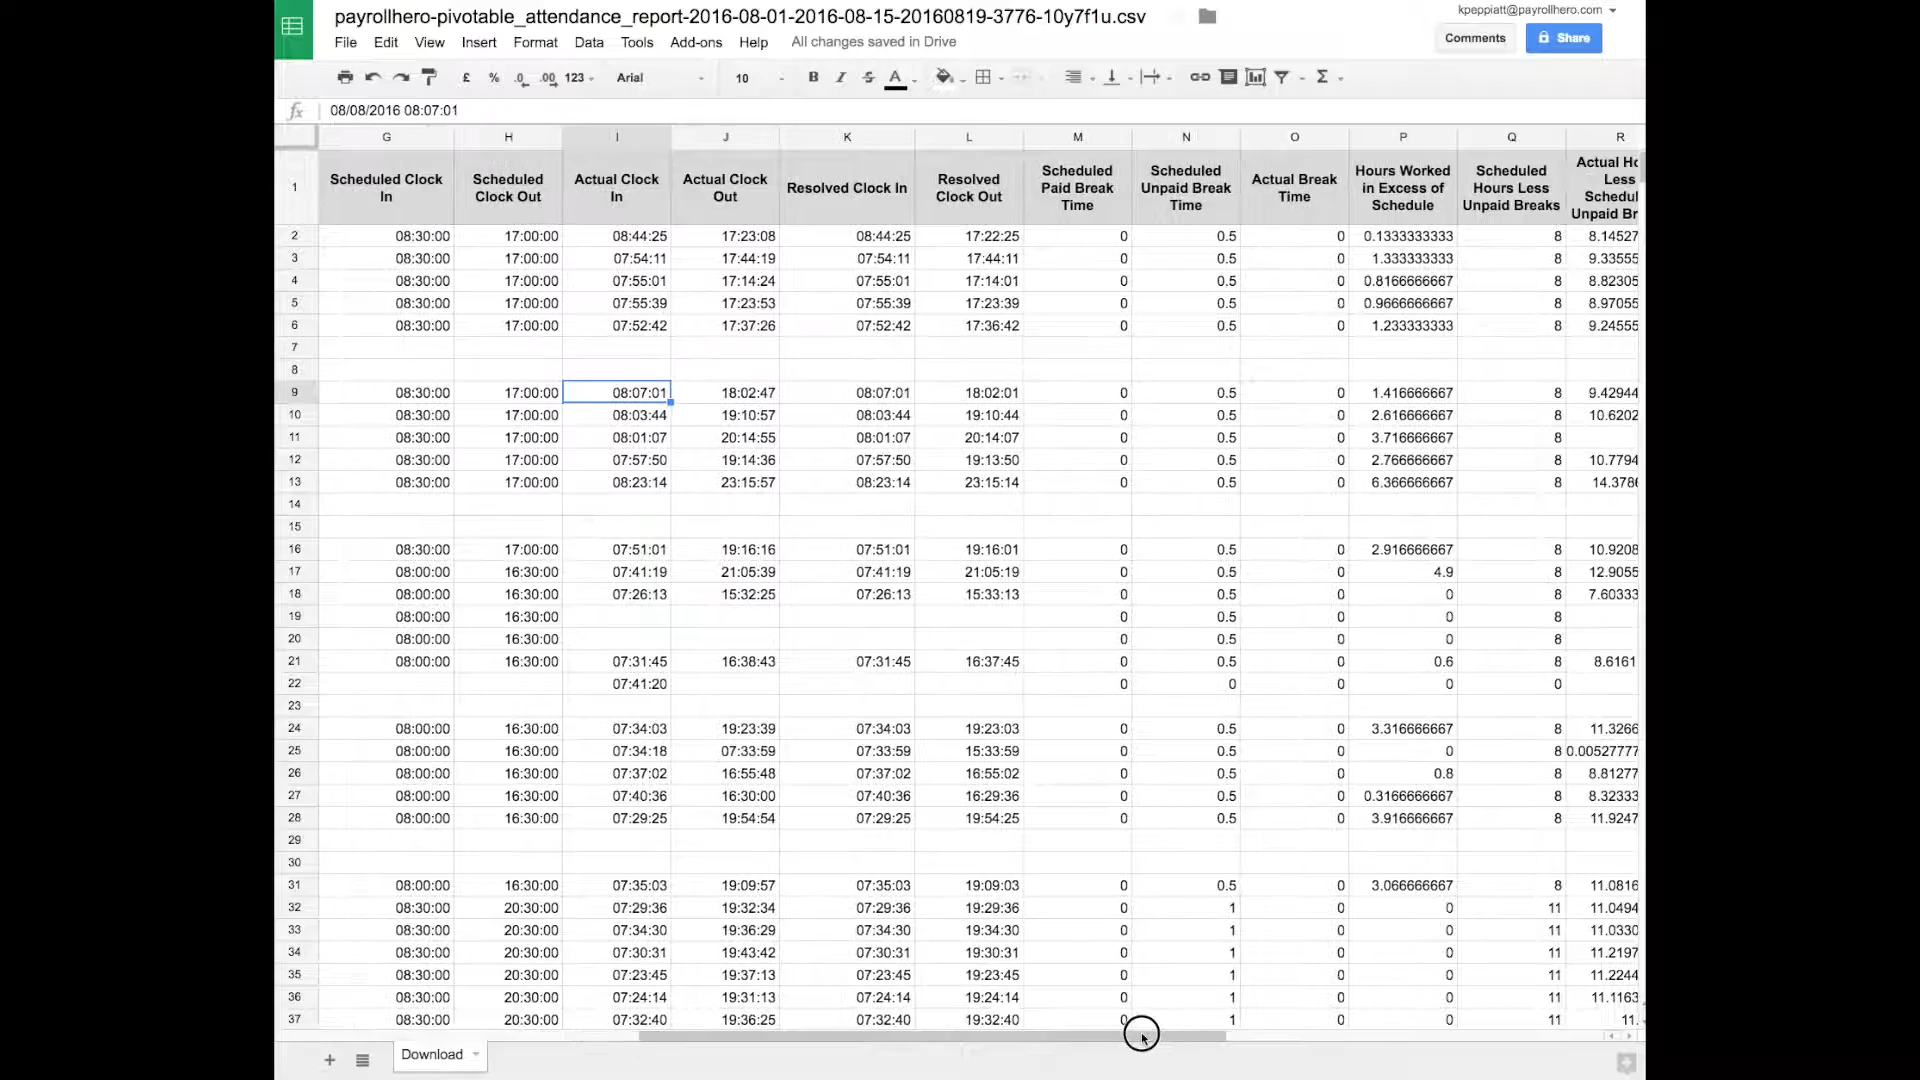 payrollhero-pivotable_attendance_report-2016-08-01-2016-08-15-20160819-3776-10y7f1u.csv
kpeppiatt@payrollhero.com
File Edit View Insert Format Data Tools Add-ons Help All changes saved in Drive
Comments Share
£ % .0 .00 123 Arial 10 B I S A Σ
fx 08/08/2016 08:07:01
G H I J K L M N O P Q R
1 Scheduled Clock In Scheduled Clock Out Actual Clock In Actual Clock Out Resolved Clock In Resolved Clock Out Scheduled Paid Break Time Scheduled Unpaid Break Time Actual Break Time Hours Worked in Excess of Schedule Scheduled Hours Less Unpaid Breaks Actual Ho Less Schedul Unpaid Br
2 08:30:00 17:00:00 08:44:25 17:23:08 08:44:25 17:22:25 0 0.5 0 0.1333333333 8 8.14527
3 08:30:00 17:00:00 07:54:11 17:44:19 07:54:11 17:44:11 0 0.5 0 1.333333333 8 9.33555
4 08:30:00 17:00:00 07:55:01 17:14:24 07:55:01 17:14:01 0 0.5 0 0.8166666667 8 8.82305
5 08:30:00 17:00:00 07:55:39 17:23:53 07:55:39 17:23:39 0 0.5 0 0.9666666667 8 8.97055
6 08:30:00 17:00:00 07:52:42 17:37:26 07:52:42 17:36:42 0 0.5 0 1.233333333 8 9.24555
7
8
9 08:30:00 17:00:00 08:07:01 18:02:47 08:07:01 18:02:01 0 0.5 0 1.416666667 8 9.42944
10 08:30:00 17:00:00 08:03:44 19:10:57 08:03:44 19:10:44 0 0.5 0 2.616666667 8 10.6202
11 08:30:00 17:00:00 08:01:07 20:14:55 08:01:07 20:14:07 0 0.5 0 3.716666667 8
12 08:30:00 17:00:00 07:57:50 19:14:36 07:57:50 19:13:50 0 0.5 0 2.766666667 8 10.7794
13 08:30:00 17:00:00 08:23:14 23:15:57 08:23:14 23:15:14 0 0.5 0 6.366666667 8 14.378
14
15
16 08:30:00 17:00:00 07:51:01 19:16:16 07:51:01 19:16:01 0 0.5 0 2.916666667 8 10.9208
17 08:00:00 16:30:00 07:41:19 21:05:39 07:41:19 21:05:19 0 0.5 0 4.9 8 12.9055
18 08:00:00 16:30:00 07:26:13 15:32:25 07:26:13 15:33:13 0 0.5 0 0 8 7.60333
19 08:00:00 16:30:00 0 0.5 0 0 8
20 08:00:00 16:30:00 0 0.5 0 0 8
21 08:00:00 16:30:00 07:31:45 16:38:43 07:31:45 16:37:45 0 0.5 0 0.6 8 8.6161
22 07:41:20 0 0 0 0 0
23
24 08:00:00 16:30:00 07:34:03 19:23:39 07:34:03 19:23:03 0 0.5 0 3.316666667 8 11.3266
25 08:00:00 16:30:00 07:34:18 07:33:59 07:33:59 15:33:59 0 0.5 0 0 8 0.00527777
26 08:00:00 16:30:00 07:37:02 16:55:48 07:37:02 16:55:02 0 0.5 0 0.8 8 8.81277
27 08:00:00 16:30:00 07:40:36 16:30:00 07:40:36 16:29:36 0 0.5 0 0.3166666667 8 8.32333
28 08:00:00 16:30:00 07:29:25 19:54:54 07:29:25 19:54:25 0 0.5 0 3.916666667 8 11.9247
29
30
31 08:00:00 16:30:00 07:35:03 19:09:57 07:35:03 19:09:03 0 0.5 0 3.066666667 8 11.0816
32 08:30:00 20:30:00 07:29:36 19:32:34 07:29:36 19:29:36 0 1 0 0 11 11.0494
33 08:30:00 20:30:00 07:34:30 19:36:29 07:34:30 19:34:30 0 1 0 0 11 11.0330
34 08:30:00 20:30:00 07:30:31 19:43:42 07:30:31 19:30:31 0 1 0 0 11 11.2197
35 08:30:00 20:30:00 07:23:45 19:37:13 07:23:45 19:23:45 0 1 0 0 11 11.2244
36 08:30:00 20:30:00 07:24:14 19:31:13 07:24:14 19:24:14 0 1 0 0 11 11.1163
37 08:30:00 20:30:00 07:32:40 19:36:25 07:32:40 19:32:40 0 1 0 0 11 11.
Download